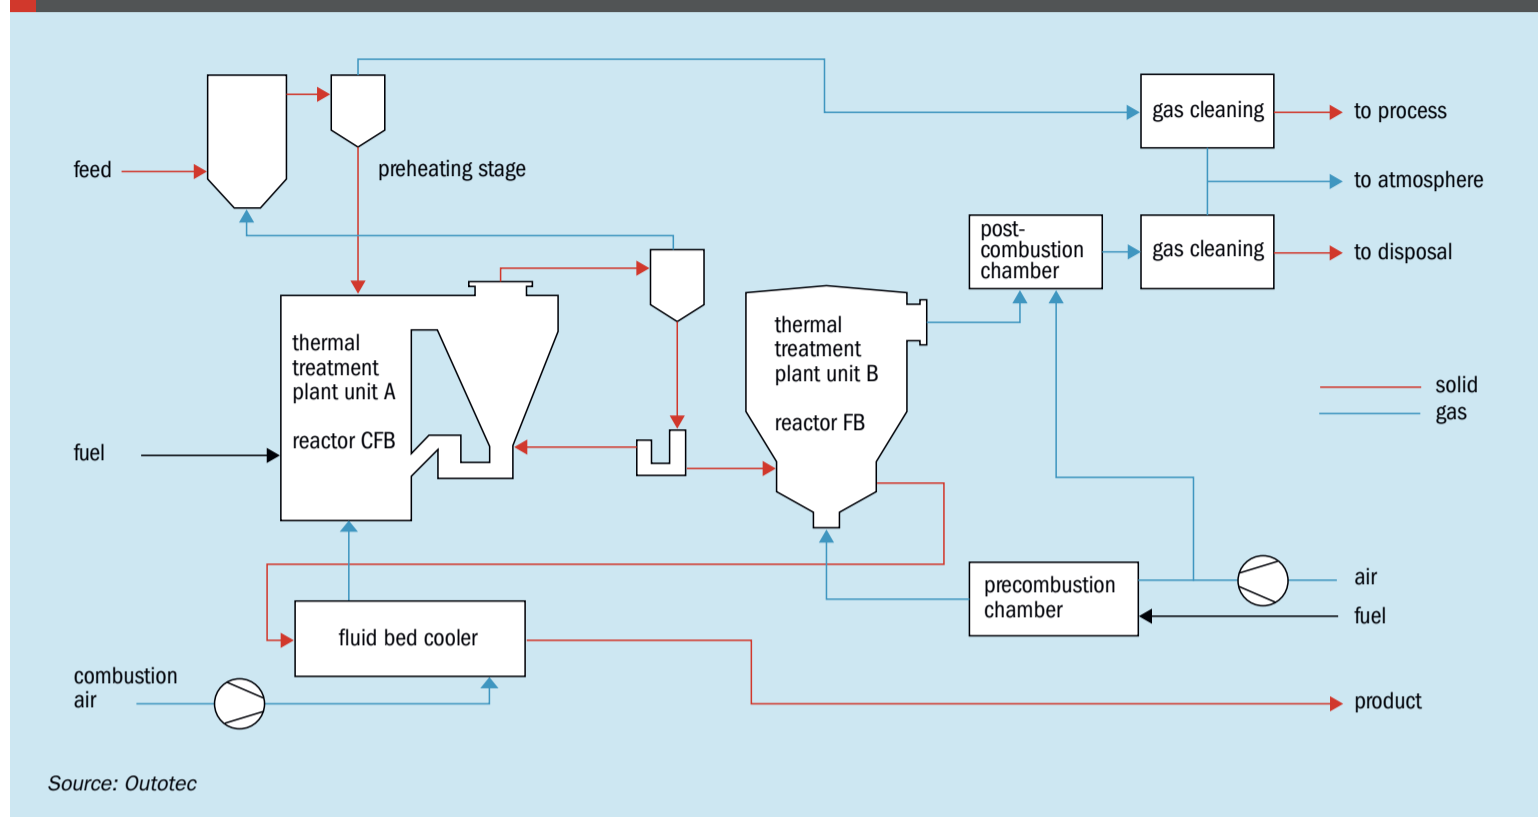 gas cleaning
to process
feed
preheating stage
to atmosphere
post-
combustion
chamber
gas cleaning
to disposal
thermal
treatment
plant unit A
reactor CFB
thermal
treatment
plant unit B
reactor FB
solid
gas
fuel
precombustion
chamber
air
fuel
fluid bed cooler
combustion
air
product
Source: Outotec